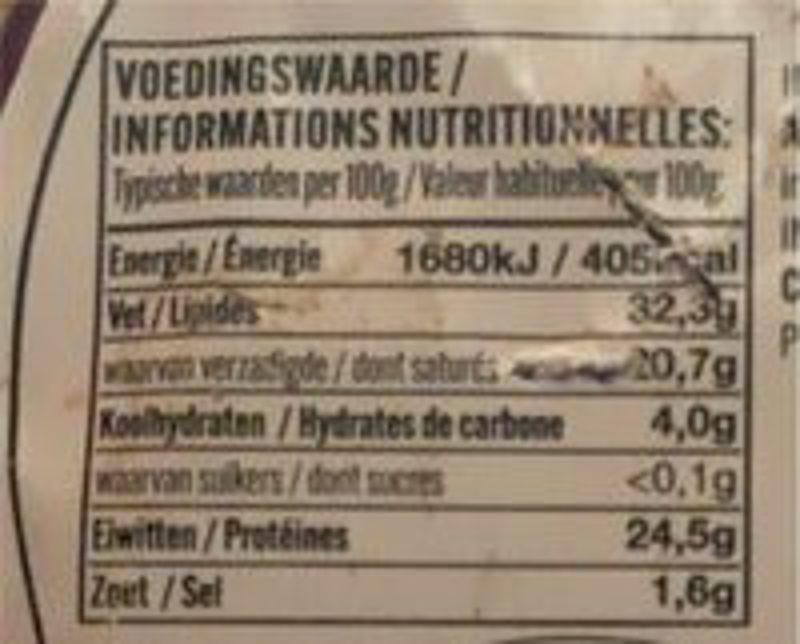 VOEDINGSWAARDE /
INFORMATIONS NUTRITIONNELLES:
Typische waarden per 100g / Valeur habituelle per 100g
Energie / Énergie 1680kJ / 405kcal
Vet / Lipides 32,3g
waarvan verzadigde / dont saturés 20,7g
Koolhydraten / Hydrates de carbone 4,0g
waarvan suikers / dont sucres <0,1g
Eiwitten / Protéines 24,5g
Zout / Sel 1,6g